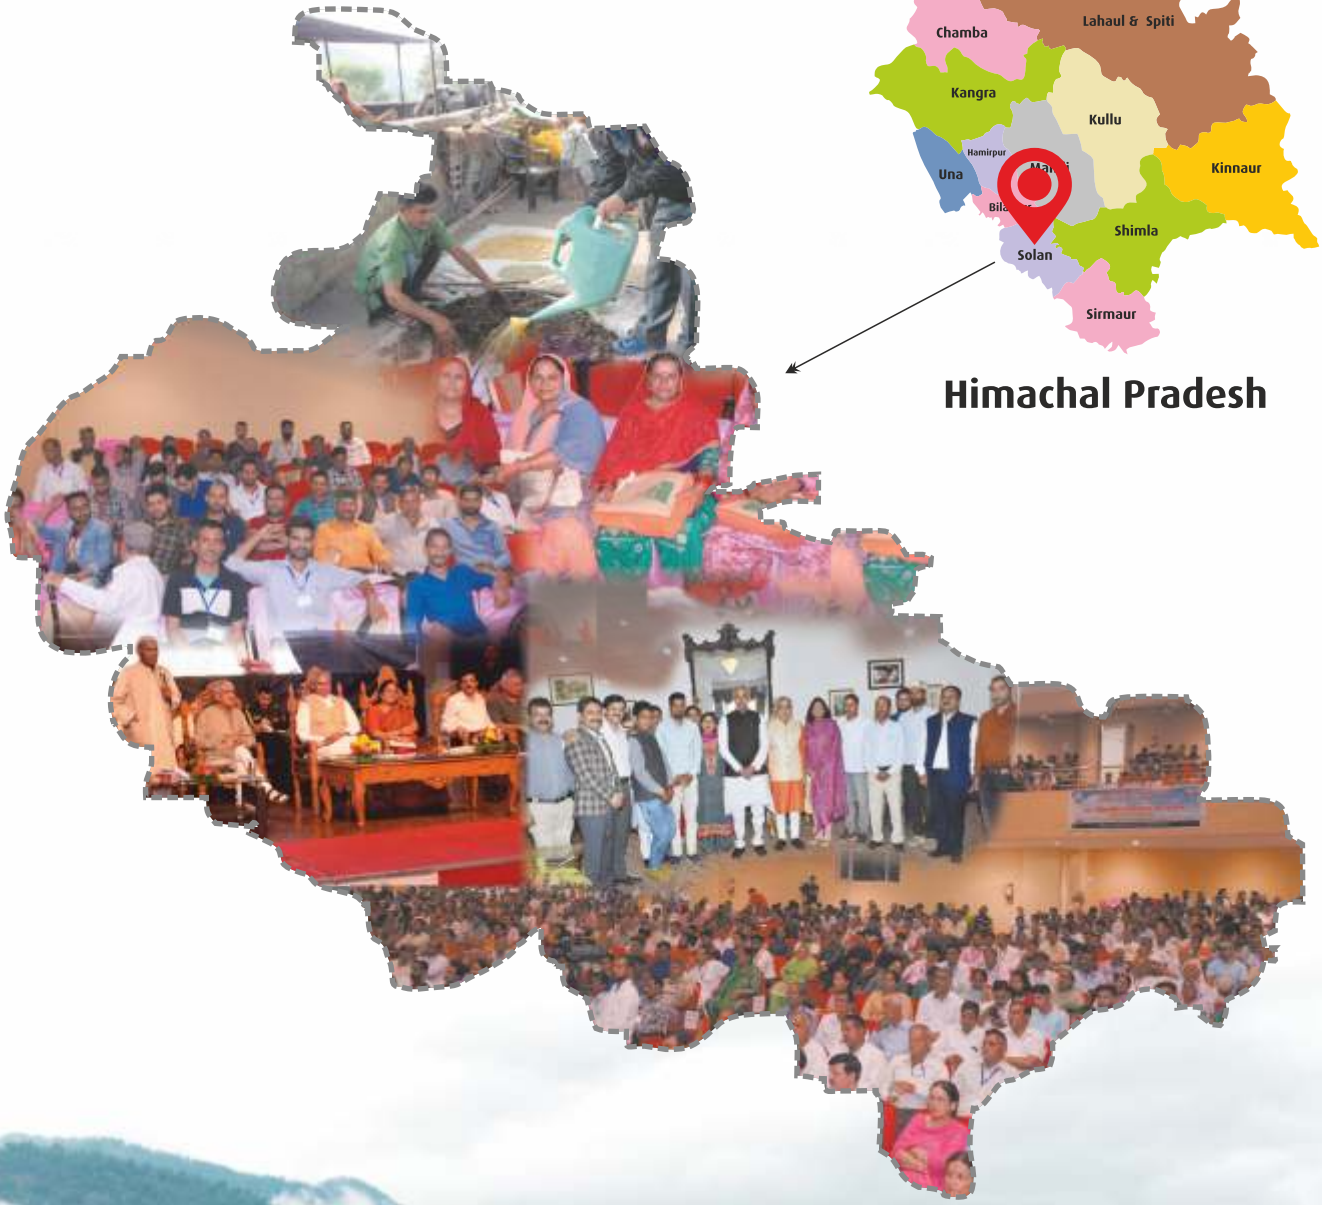 Lahaul & Spiti
Chamba
Kangra
Kullu
Hamirpur
Kinnaur
Una
Shimla
Solan
Sirmaur
Himachal Pradesh